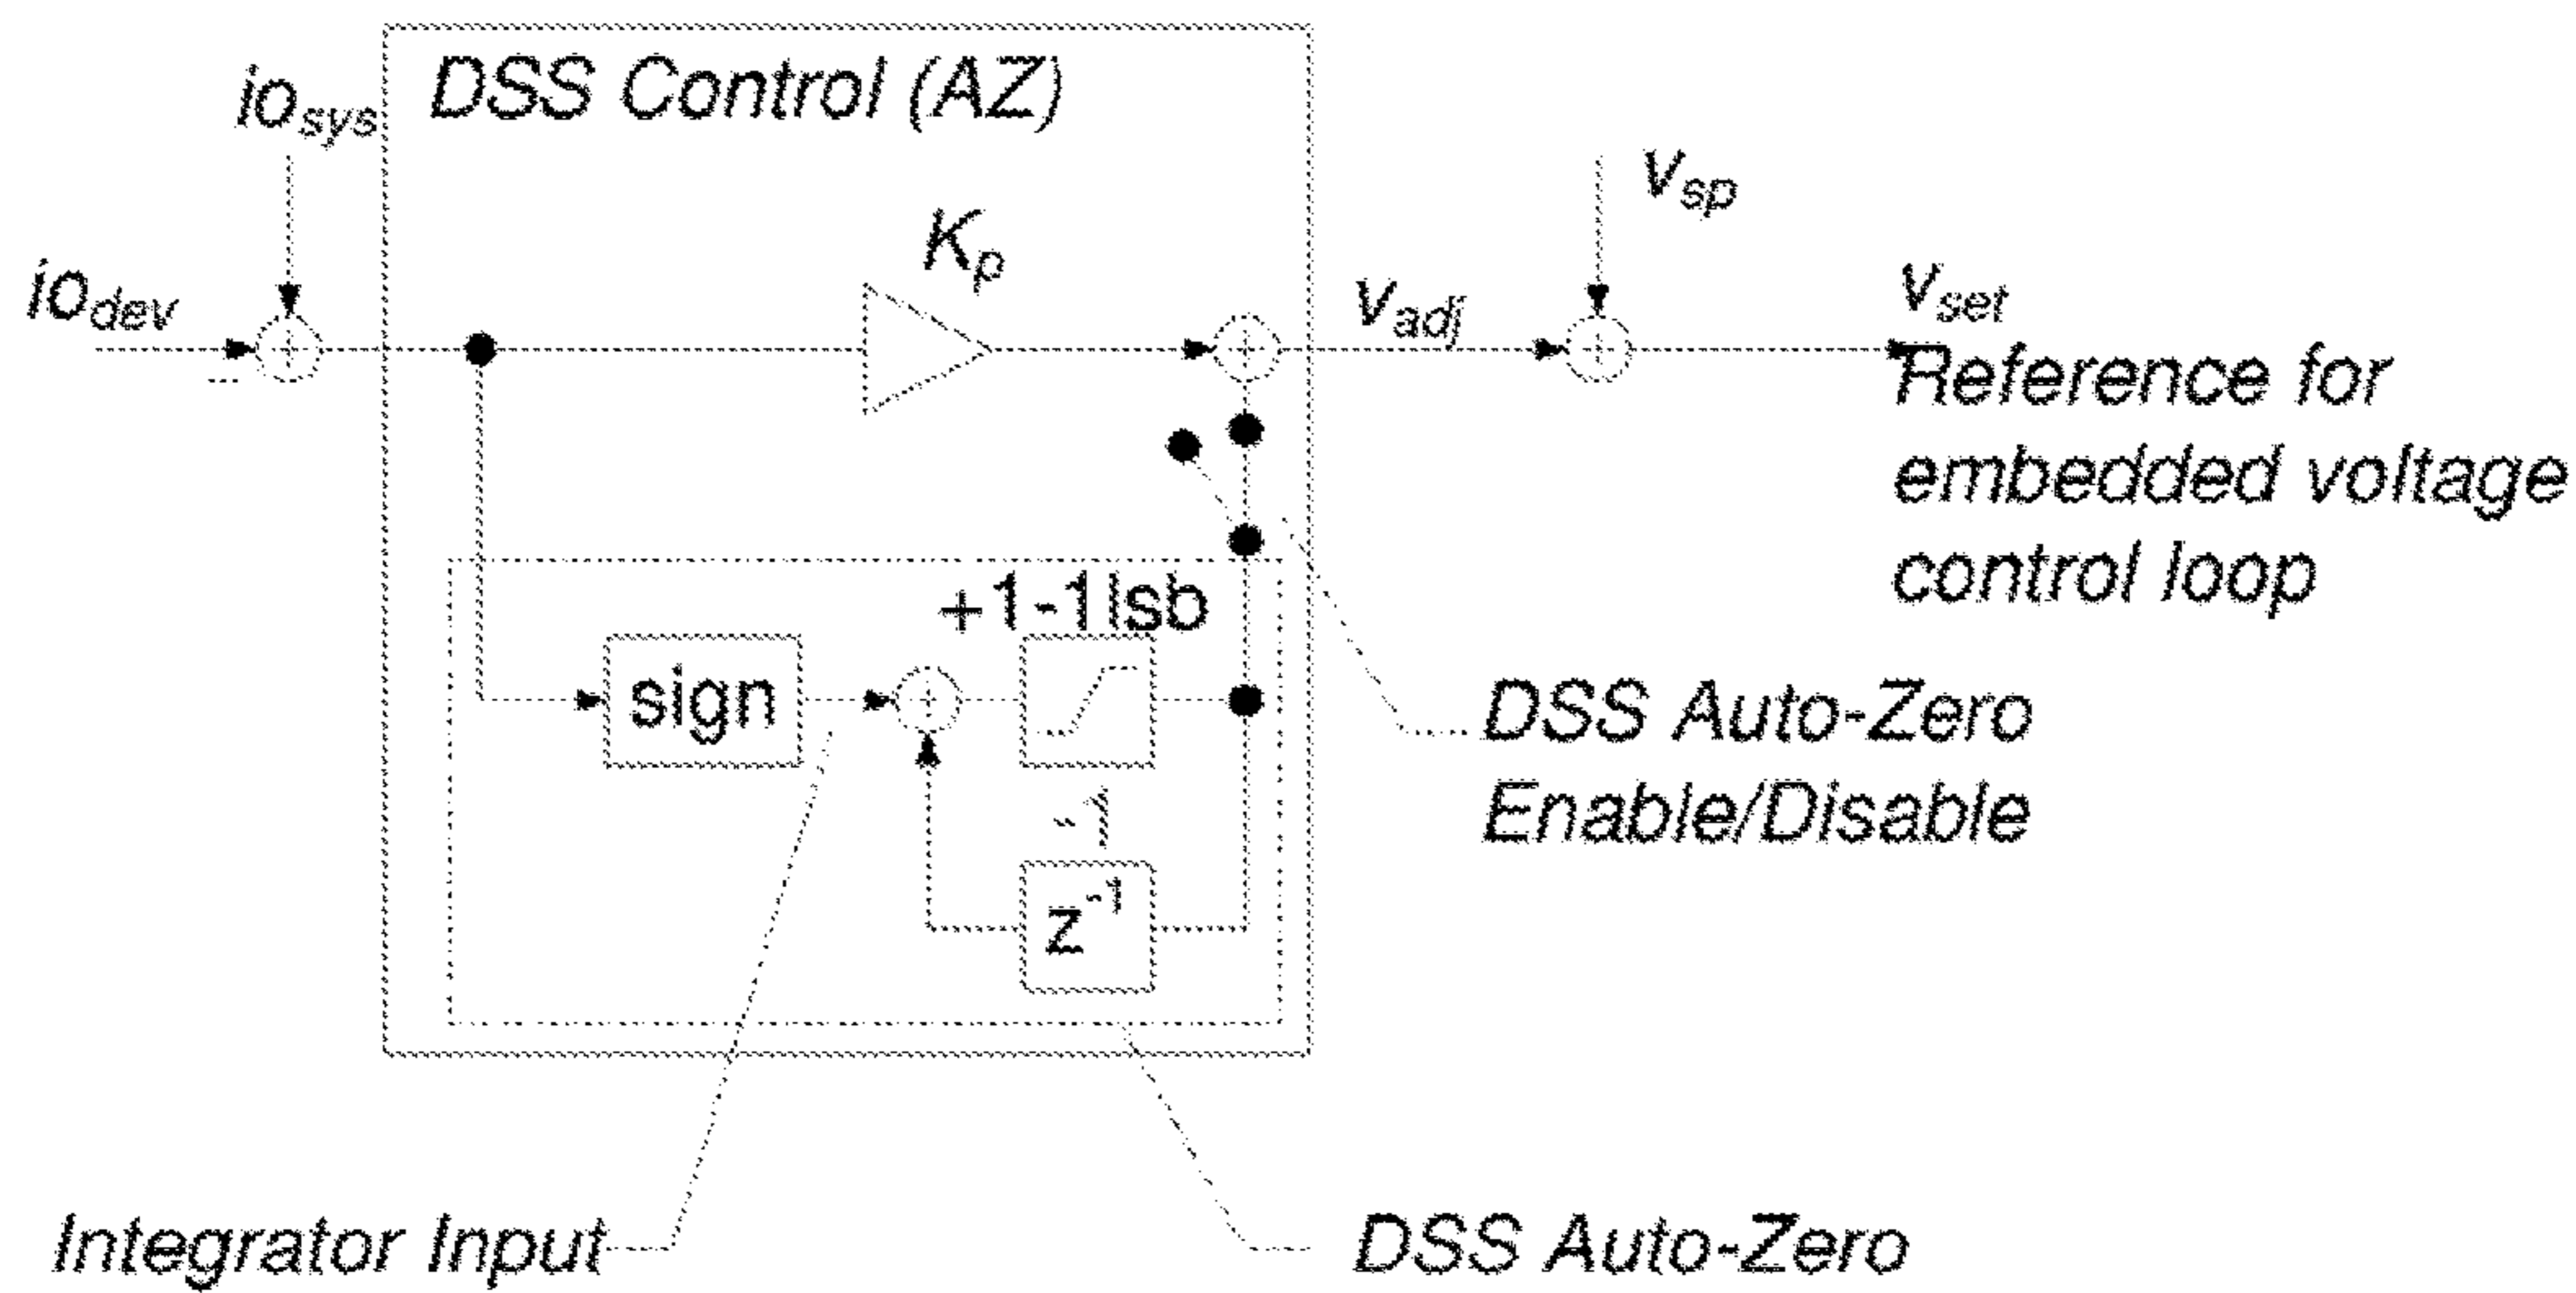 DSS Control (AZ)
io_sys
v_sp
K_p
io_dev
v_adj
v_set
Reference for
embedded voltage
control loop
+1-1lsb
sign
DSS Auto-Zero
Enable/Disable
-1
z^-1
Integrator Input
DSS Auto-Zero